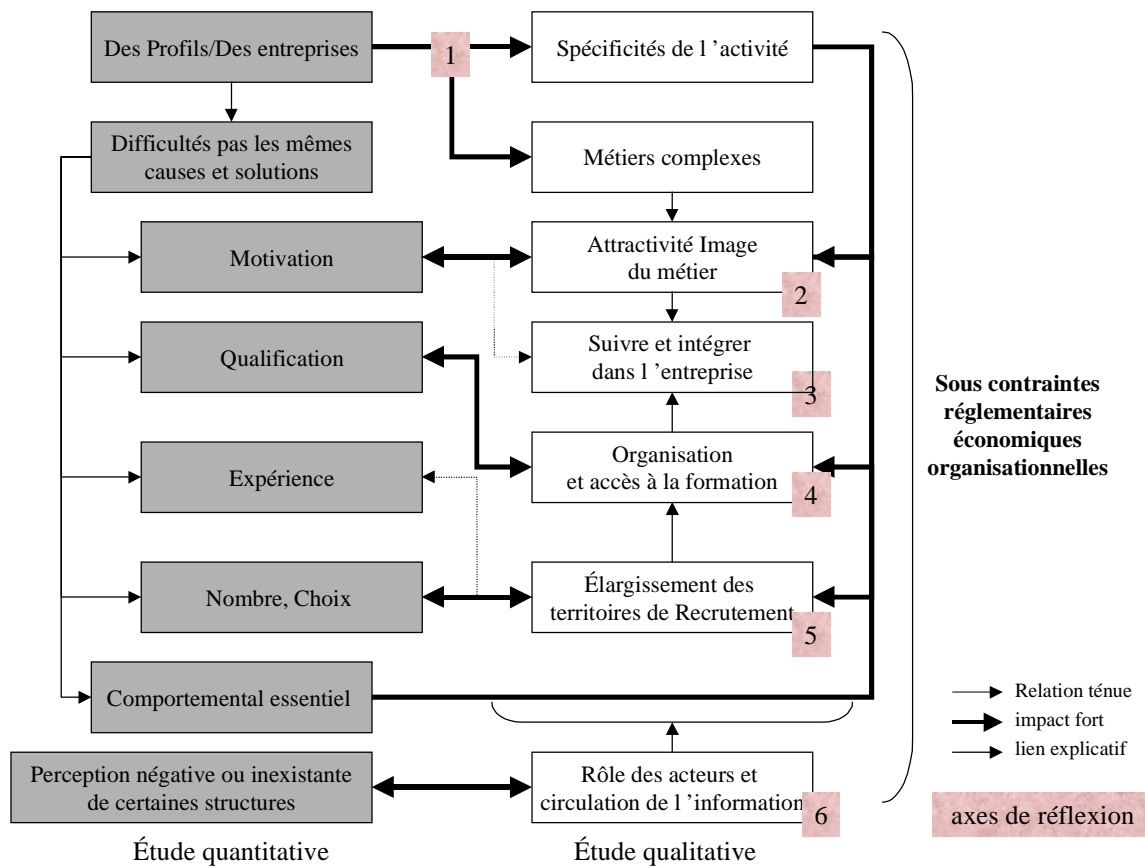 Des Profils/Des entreprises
1
Spécificités de l ’activité
Difficultés pas les mêmes
causes et solutions
Métiers complexes
Motivation
Attractivité Image
du métier
2
Qualification
Suivre et intégrer
dans l ’entreprise
3
Sous contraintes
réglementaires
économiques
organisationnelles
Expérience
Organisation
et accès à la formation
4
Nombre, Choix
Élargissement des
territoires de Recrutement
5
Comportemental essentiel
Relation ténue
impact fort
lien explicatif
Perception négative ou inexistante
de certaines structures
Rôle des acteurs et
circulation de l ’information
6
axes de réflexion
Étude quantitative
Étude qualitative